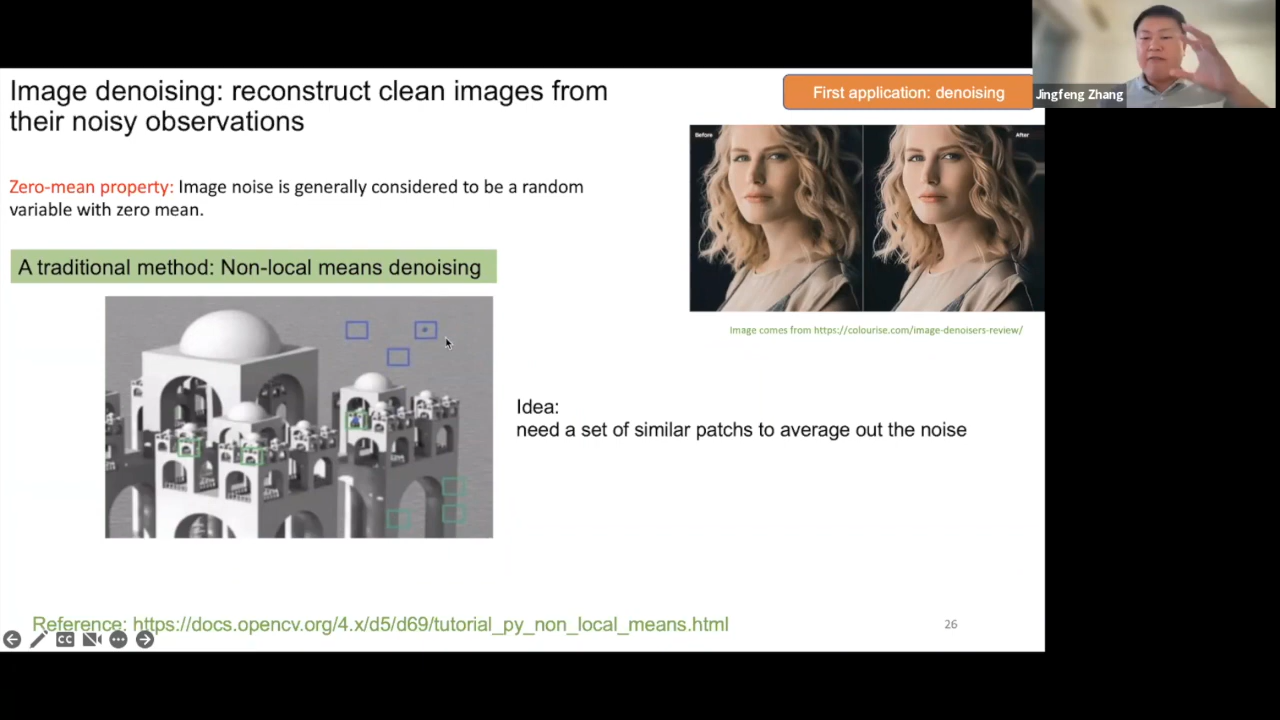 Image denoising: reconstruct clean images from
their noisy observations
First application: denoising
Jingfeng Zhang
Before
After
Zero-mean property: Image noise is generally considered to be a random
variable with zero mean.
A traditional method: Non-local means denoising
Image comes from https://colourise.com/image-denoisers-review/
Idea:
need a set of similar patchs to average out the noise
Reference: https://docs.opencv.org/4.x/d5/d69/tutorial_py_non_local_means.html
CC
26